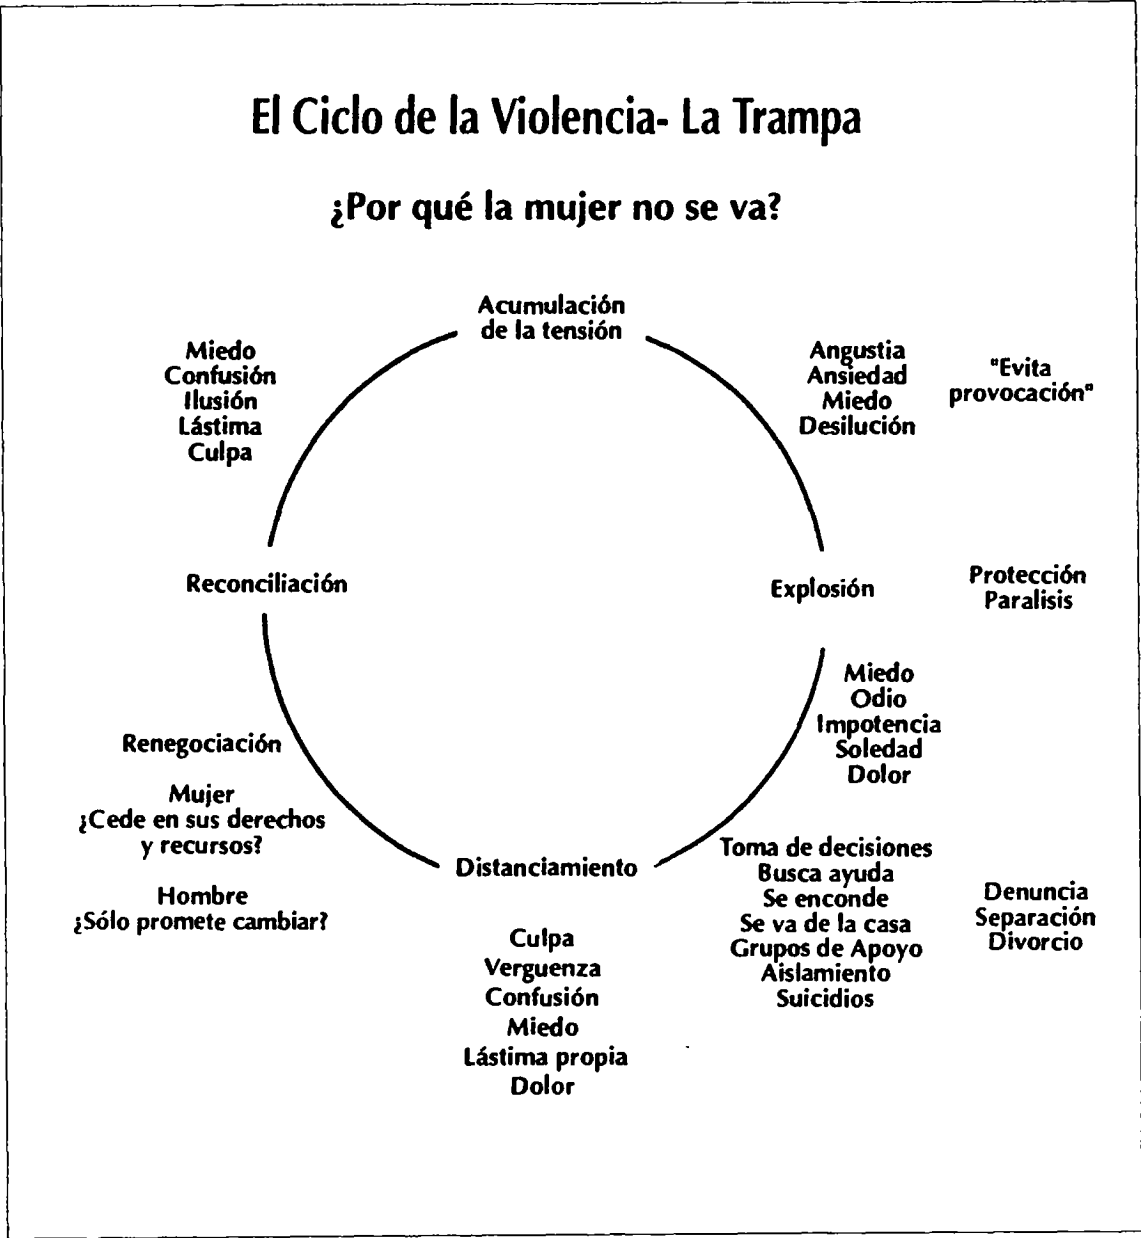 El Ciclo de la Violencia- La Trampa
¿Por qué la mujer no se va?
Acumulación
de la tensión
Miedo
Confusión
Ilusión
Lástima
Culpa
Angustia
Ansiedad
Miedo
Desilución
"Evita
provocación"
Reconciliación
Explosión
Protección
Paralisis
Miedo
Odio
Impotencia
Soledad
Dolor
Renegociación
Mujer
¿Cede en sus derechos
y recursos?
Hombre
¿Sólo promete cambiar?
Distanciamiento
Culpa
Verguenza
Confusión
Miedo
Lástima propia
Dolor
Toma de decisiones
Busca ayuda
Se enconde
Se va de la casa
Grupos de Apoyo
Aislamiento
Suicidios
Denuncia
Separación
Divorcio